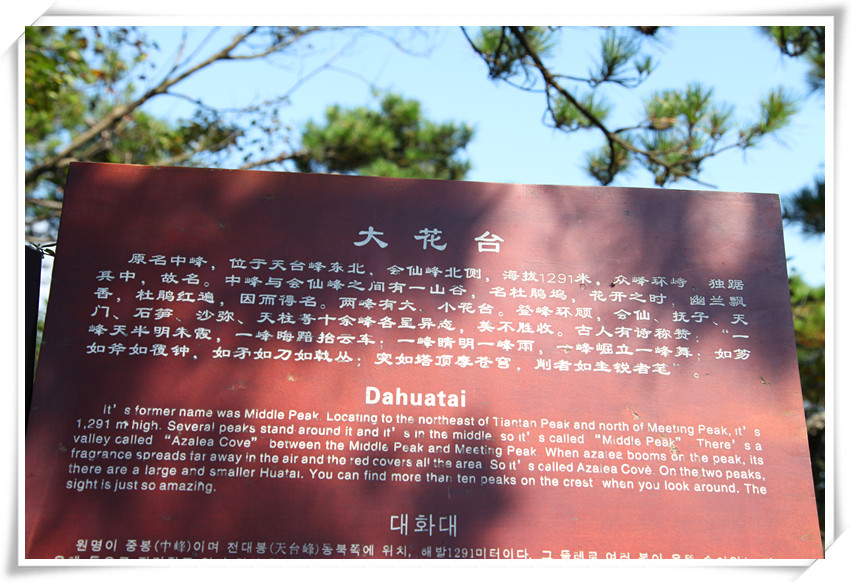 大花台
原名中峰，位于天台峰东北、会仙峰北侧，海拔1291米，众峰环峙，独踞
其中，故名。中峰与会仙峰之间有一山谷，名杜鹃坞，花开之时，幽兰飘
香，杜鹃红遍，因而得名。两峰有大、小花台。登峰环顾，会仙、抚子、天
门、石笋、沙弥、天柱等十余峰各呈异态，美不胜收。古人有诗称赞："一
峰天半明朱霞，一峰晦蹋抬云车；一峰晴明一峰雨，一峰崛立一峰舞；如笏
如斧如覆钟，如矛如刀如戟丛；突如塔顶摩苍宫，削者如圭锐者笔"。
Dahuatai
It's former name was Middle Peak. Locating to the northeast of Tiantan Peak and north of Meeting Peak, it's
1,291 m high. Several peaks stand around it and it's in the middle, so it's called "Middle Peak". There's a
valley called "Azalea Cove" between the Middle Peak and Meeting Peak. When azalea booms on the peak, its
fragrance spreads far away in the air and the red covers all the area. So it's called Azalea Cove. On the two peaks,
there are a large and smaller Huatai. You can find more than ten peaks on the crest when you look around. The
sight is just so amazing.
대화대
원명이 중봉(中峰)이며 천대봉(天台峰)동북쪽에 위치, 해발1291미터이다. 그 둘레로 여러 봉이